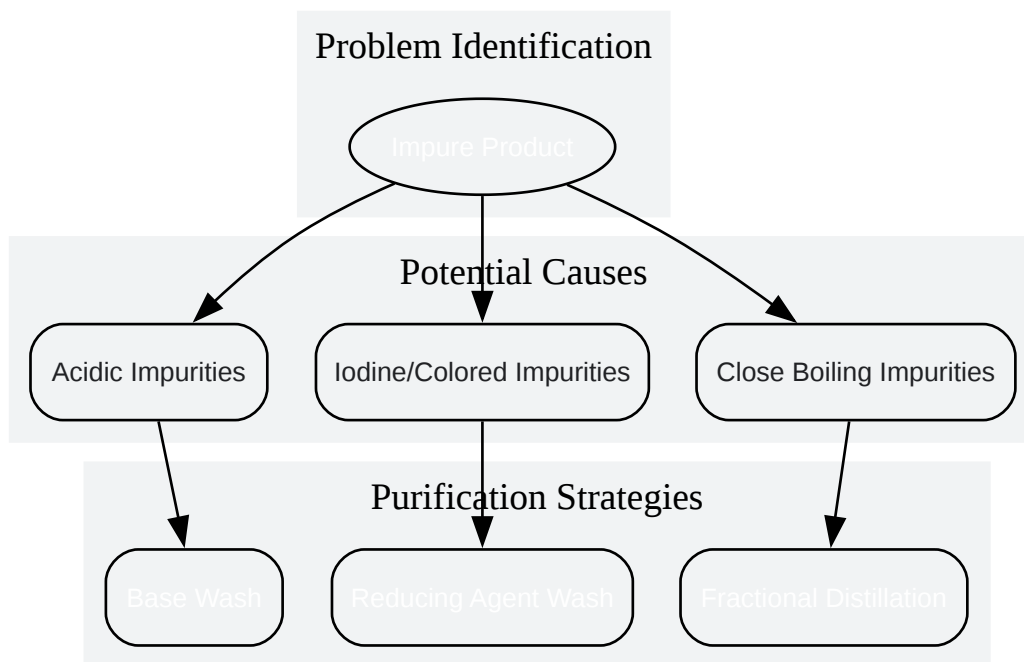 Problem Identification
Impure Product
Potential Causes
Acidic Impurities
Iodine/Colored Impurities
Close Boiling Impurities
Purification Strategies
Base Wash
Reducing Agent Wash
Fractional Distillation